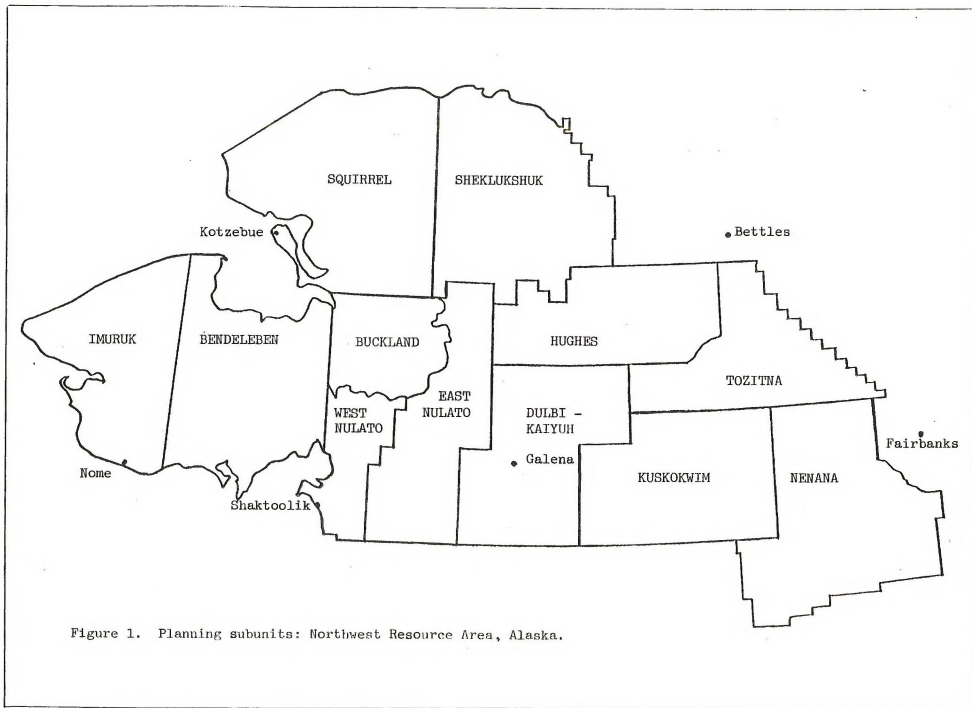 SQUIRREL
SHEKLUKSHUK
Kotzebue
Bettles
IMURUK
BENDELEBEN
BUCKLAND
HUGHES
TOZITNA
WEST
NULATO
EAST
NULATO
DULBI -
KAIYUH
Fairbanks
Nome
Galena
KUSKOKWIM
NENANA
Shaktoolik
Figure 1. Planning subunits: Northwest Resource Area, Alaska.